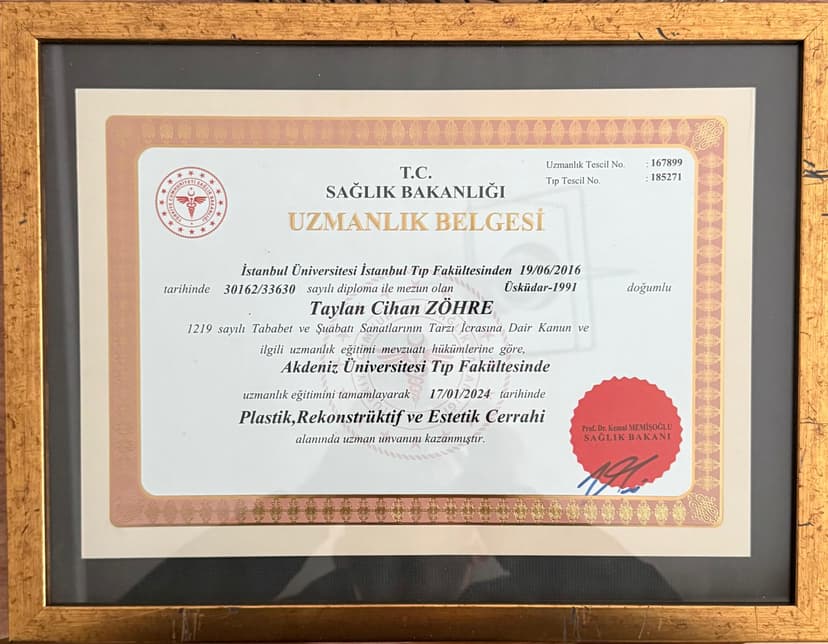 T.C.
SAĞLIK BAKANLIĞI
UZMANLIK BELGESİ
Uzmanlık Tescil No. : 167899
Tıp Tescil No. : 185271
İstanbul Üniversitesi İstanbul Tıp Fakültesinden 19/06/2016
tarihinde 30162/33630 sayılı diploma ile mezun olan Üsküdar-1991 doğumlu
Taylan Cihan ZÖHRE
1219 sayılı Tababet ve Şuabatı Sanatlarının Tarzı İcrasına Dair Kanun ve
ilgili uzmanlık eğitimi mevzuatı hükümlerine göre,
Akdeniz Üniversitesi Tıp Fakültesinde
uzmanlık eğitimini tamamlayarak 17/01/2024 tarihinde
Plastik,Rekonstrüktif ve Estetik Cerrahi
alanında uzman unvanını kazanmıştır.
Prof. Dr. Kemal MEMİŞOĞLU
SAĞLIK BAKANI